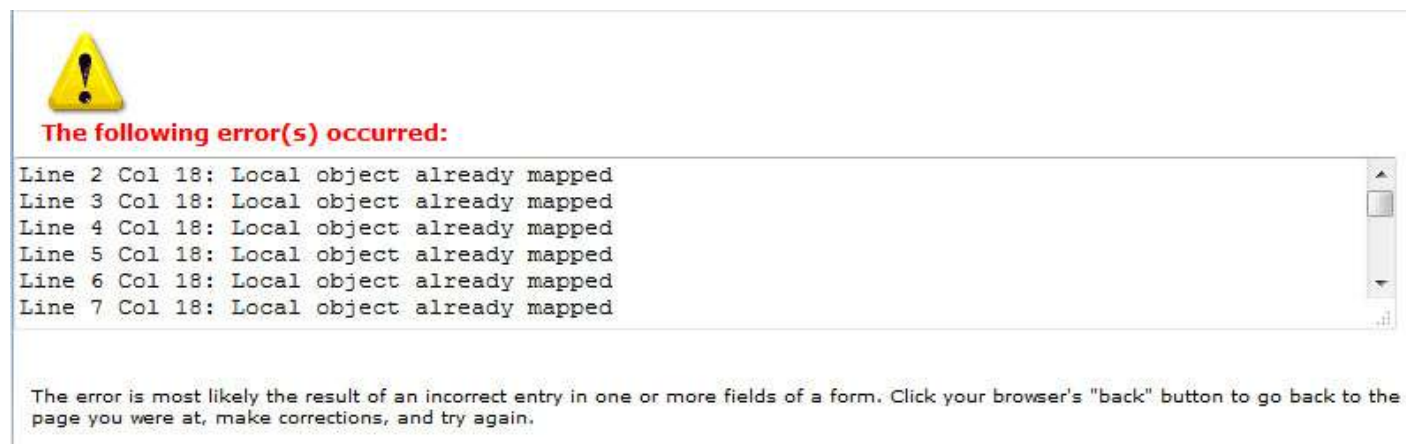 The following error(s) occurred:
Line 2 Col 18: Local object already mapped
Line 3 Col 18: Local object already mapped
Line 4 Col 18: Local object already mapped
Line 5 Col 18: Local object already mapped
Line 6 Col 18: Local object already mapped
Line 7 Col 18: Local object already mapped
The error is most likely the result of an incorrect entry in one or more fields of a form. Click your browser's "back" button to go back to the
page you were at, make corrections, and try again.